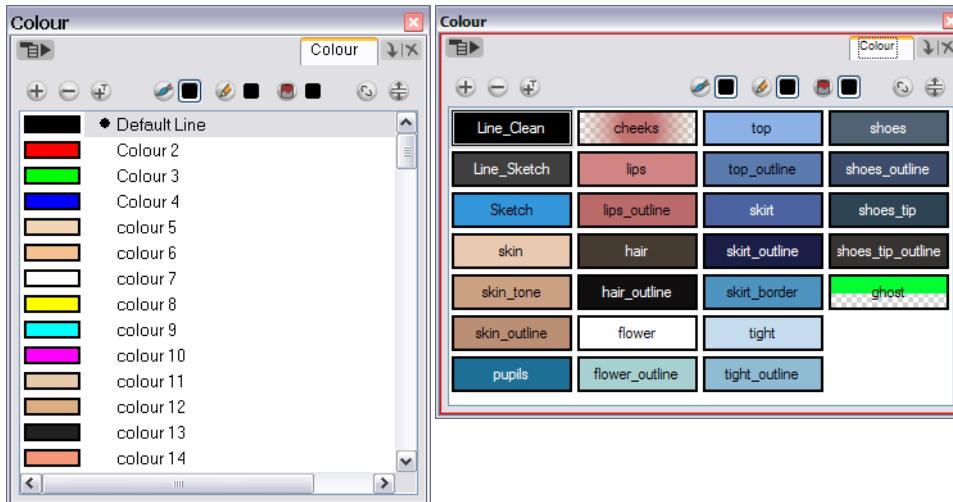 Colour
Colour
Default Line
Colour 2
Colour 3
Colour 4
colour 5
colour 6
colour 7
colour 8
colour 9
colour 10
colour 11
colour 12
colour 13
colour 14
Colour
Colour
Line_Clean cheeks top shoes
Line_Sketch lips top_outline shoes_outline
Sketch lips_outline skirt shoes_tip
skin hair skirt_outline shoes_tip_outline
skin_tone hair_outline skirt_border ghost
skin_outline flower tight
pupils flower_outline tight_outline